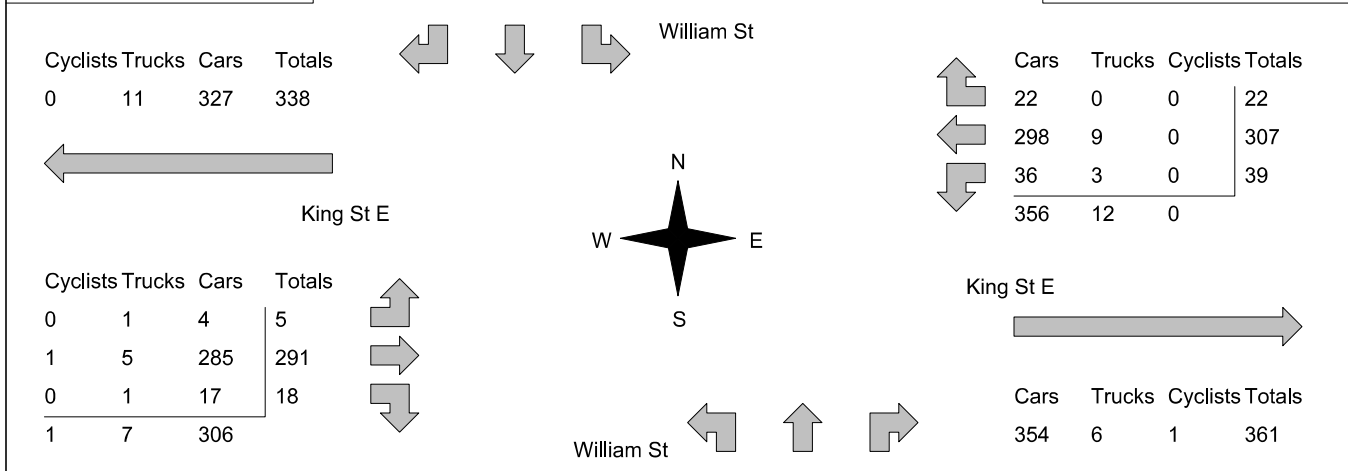 William St
Cyclists Trucks Cars Totals
0 11 327 338
King St E
Cars Trucks Cyclists Totals
22 0 0 22
298 9 0 307
36 3 0 39
356 12 0
N
W E
S
Cyclists Trucks Cars Totals
0 1 4 5
1 5 285 291
0 1 17 18
1 7 306
King St E
Cars Trucks Cyclists Totals
354 6 1 361
William St